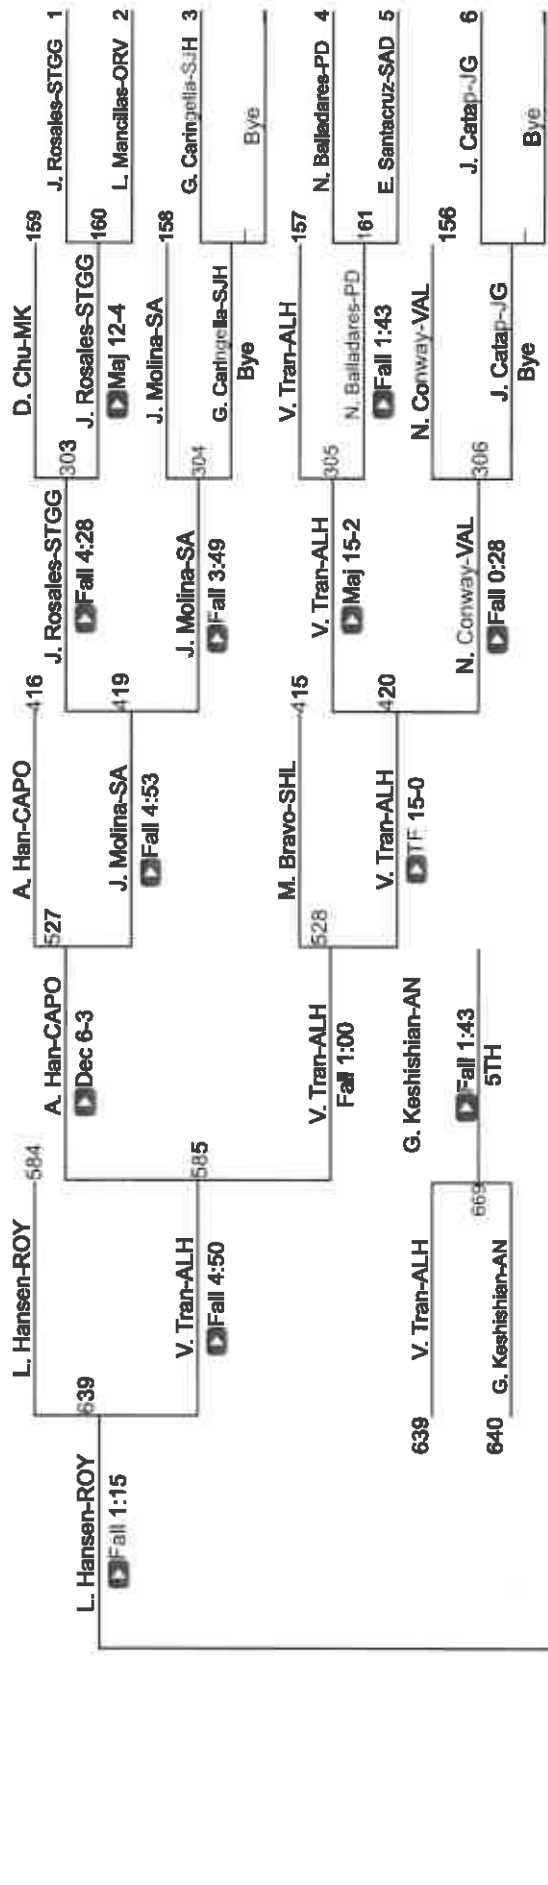 J. Rosales-STGG 1
L. Mancillas-ORV 2
G. Caringella-SJH 3
Bye
N. Balladares-PD 4
E. Santacruz-SAD 5
J. Catap-JG 6
Bye
D. Chu-MK 159
J. Rosales-STGG 160
Maj 12-4
J. Molina-SA 158
G. Caringella-SJH
Bye
V. Tran-ALH 157
N. Balladares-PD 161
Fall 1:43
N. Conway-VAL 156
J. Catap-JG
Bye
J. Rosales-STGG 303
Fall 4:28
J. Molina-SA 304
Fall 3:49
V. Tran-ALH 305
Maj 15-2
N. Conway-VAL 306
Fall 0:28
A. Han-CAPO 416
J. Molina-SA 419
Fall 4:53
M. Bravo-SHL 415
V. Tran-ALH 420
TF 15-0
A. Han-CAPO 527
Dec 6-3
V. Tran-ALH 528
Fall 1:00
L. Hansen-ROY 584
V. Tran-ALH 585
Fall 4:50
L. Hansen-ROY 639
Fall 1:15
639 V. Tran-ALH
640 G. Keshishian-AN
669
G. Keshishian-AN
Fall 1:43
5TH